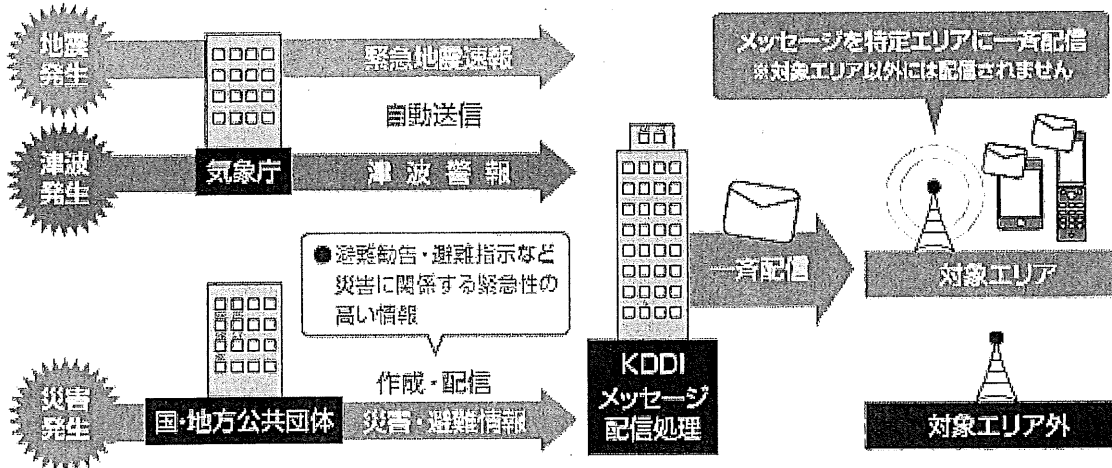 地震
発生
緊急地震速報
自動送信
津波
発生
気象庁
津波警報
メッセージを特定エリアに一斉配信
※対象エリア以外には配信されません
一斉配信
対象エリア
●避難勧告・避難指示など
災害に関係する緊急性の
高い情報
災害
発生
国・地方公共団体
作成・配信
災害・避難情報
KDDI
メッセージ
配信処理
対象エリア外